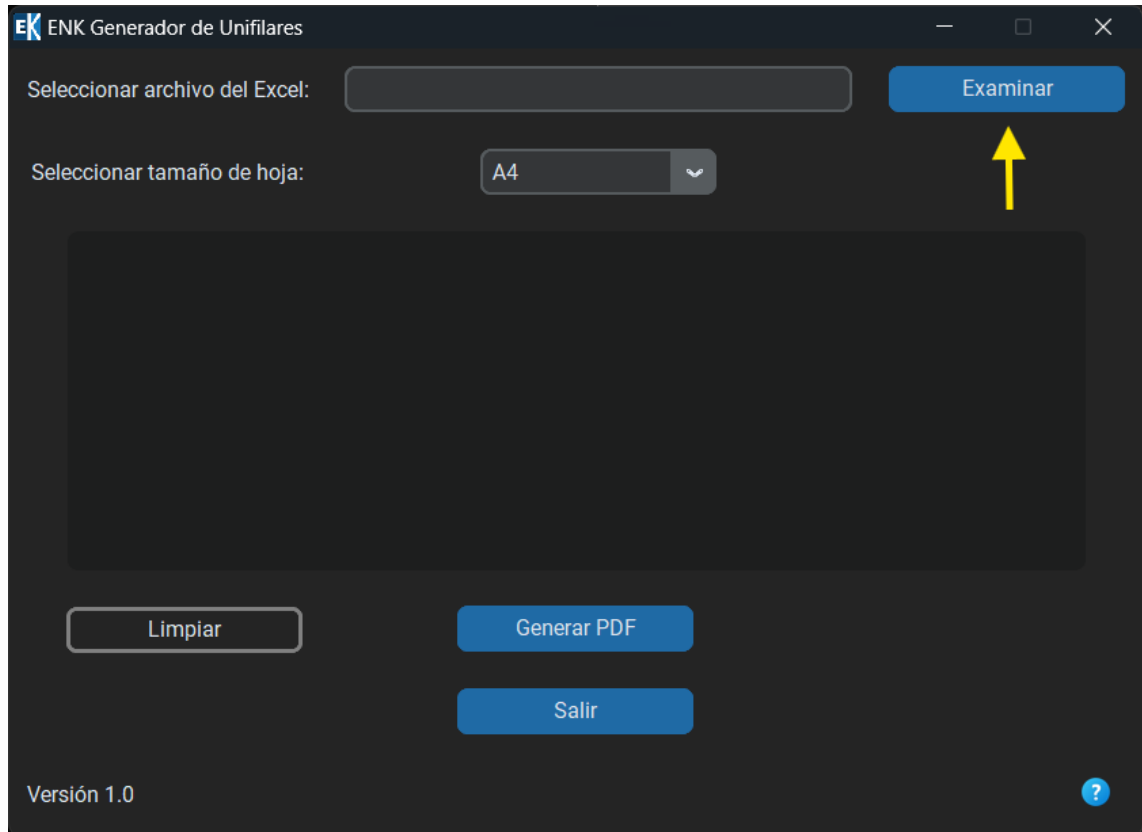 EK ENK Generador de Unifilares
Seleccionar archivo del Excel:
Examinar
Seleccionar tamaño de hoja:
A4
Limpiar
Generar PDF
Salir
Versión 1.0
?